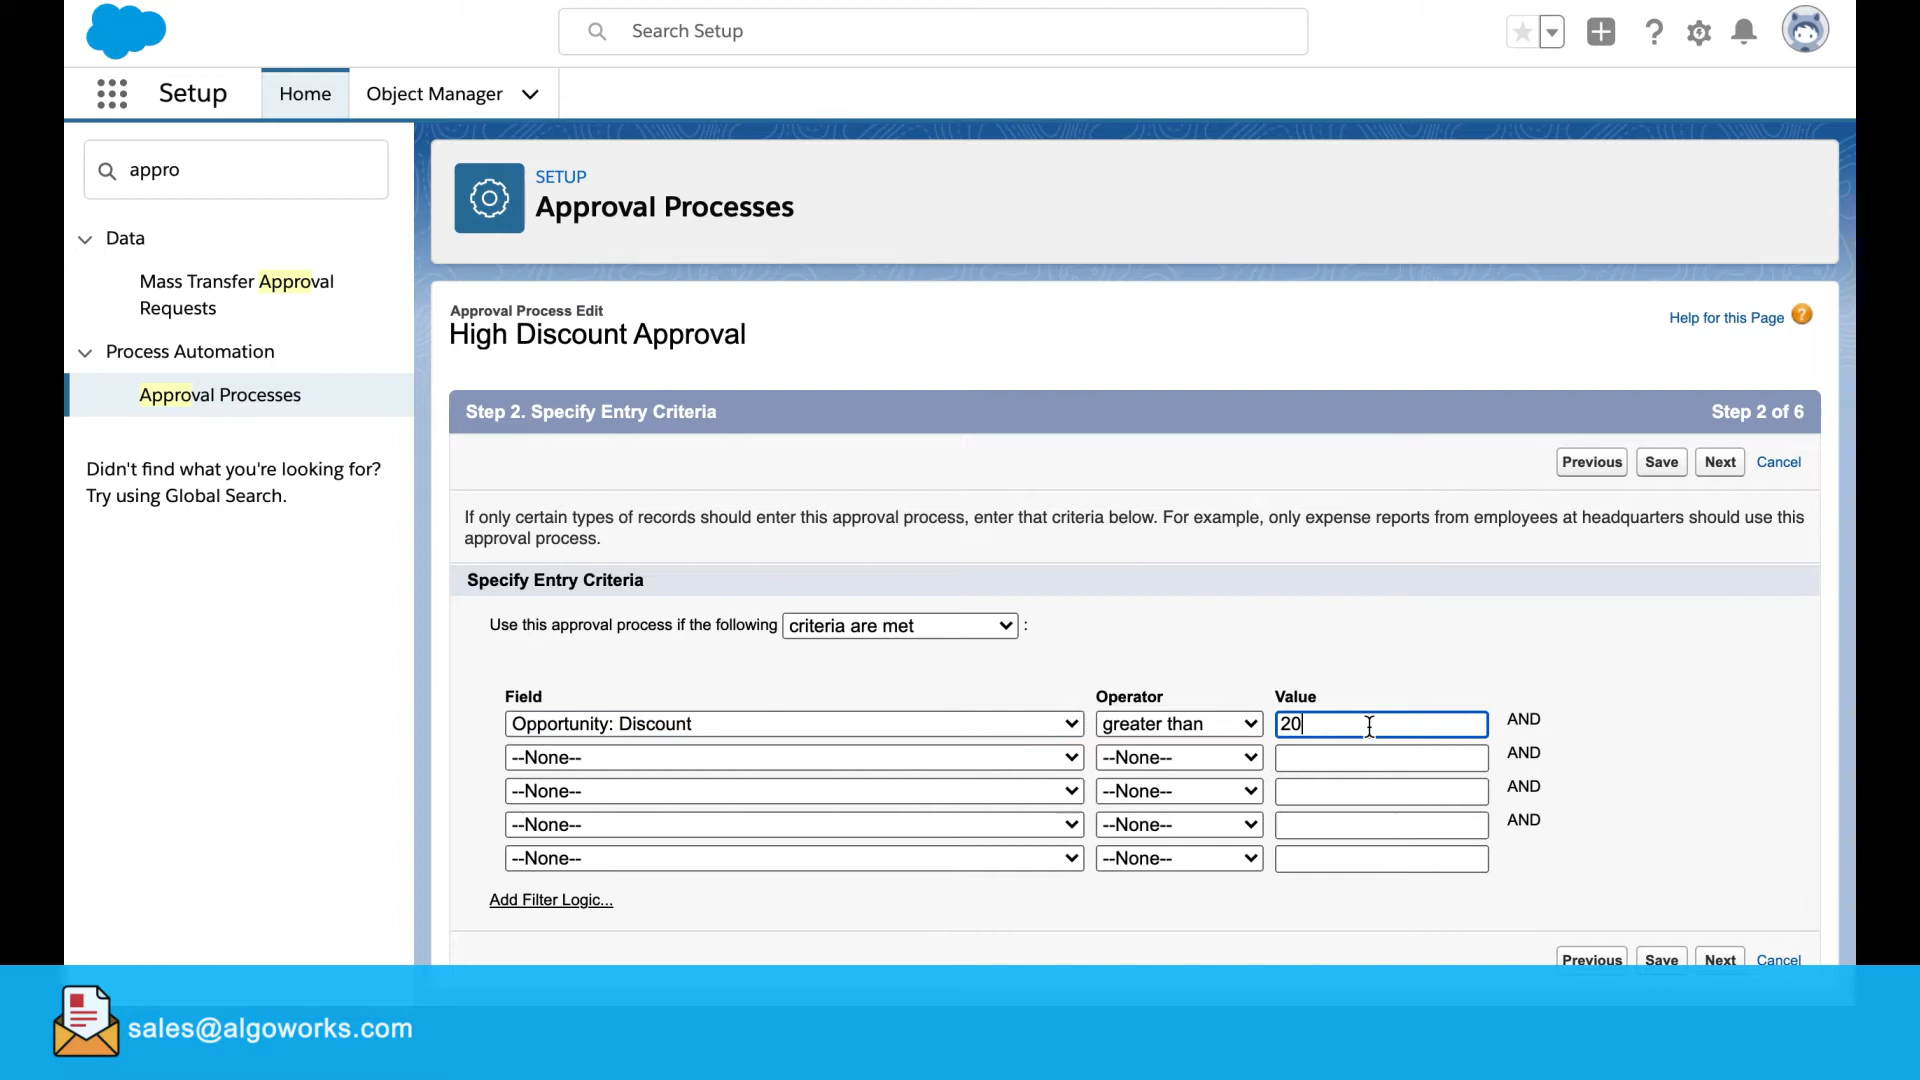 Search Setup
Setup
Home
Object Manager
appro
Data
Mass Transfer Approval
Requests
Process Automation
Approval Processes
Didn't find what you're looking for?
Try using Global Search.
SETUP
Approval Processes
Approval Process Edit
High Discount Approval
Help for this Page ?
Step 2. Specify Entry Criteria
Step 2 of 6
Previous Save Next Cancel
If only certain types of records should enter this approval process, enter that criteria below. For example, only expense reports from employees at headquarters should use this
approval process.
Specify Entry Criteria
Use this approval process if the following criteria are met :
Field Operator Value
Opportunity: Discount greater than 20 AND
--None-- --None-- AND
--None-- --None-- AND
--None-- --None-- AND
--None-- --None--
Add Filter Logic...
Previous Save Next Cancel
sales@algoworks.com